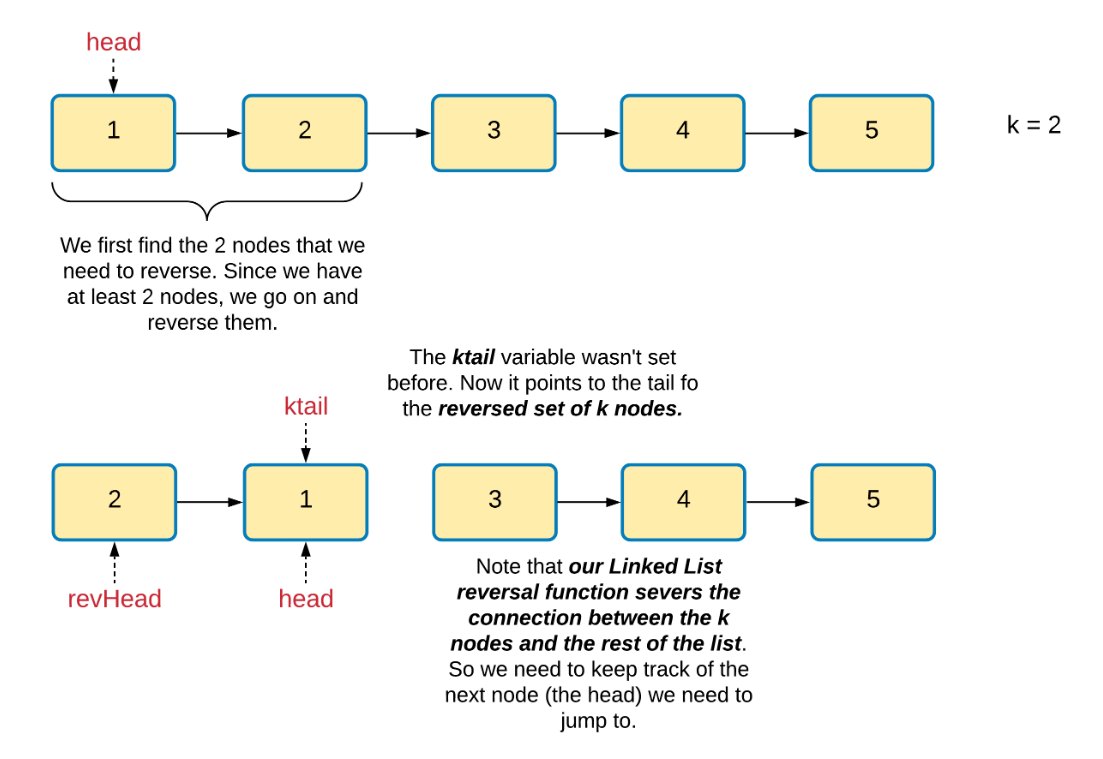 head
1
2
3
4
5
k = 2
We first find the 2 nodes that we
need to reverse. Since we have
at least 2 nodes, we go on and
reverse them.
The ktail variable wasn't set
before. Now it points to the tail fo
the reversed set of k nodes.
ktail
2
1
3
4
5
revHead
head
Note that our Linked List
reversal function severs the
connection between the k
nodes and the rest of the list.
So we need to keep track of the
next node (the head) we need to
jump to.